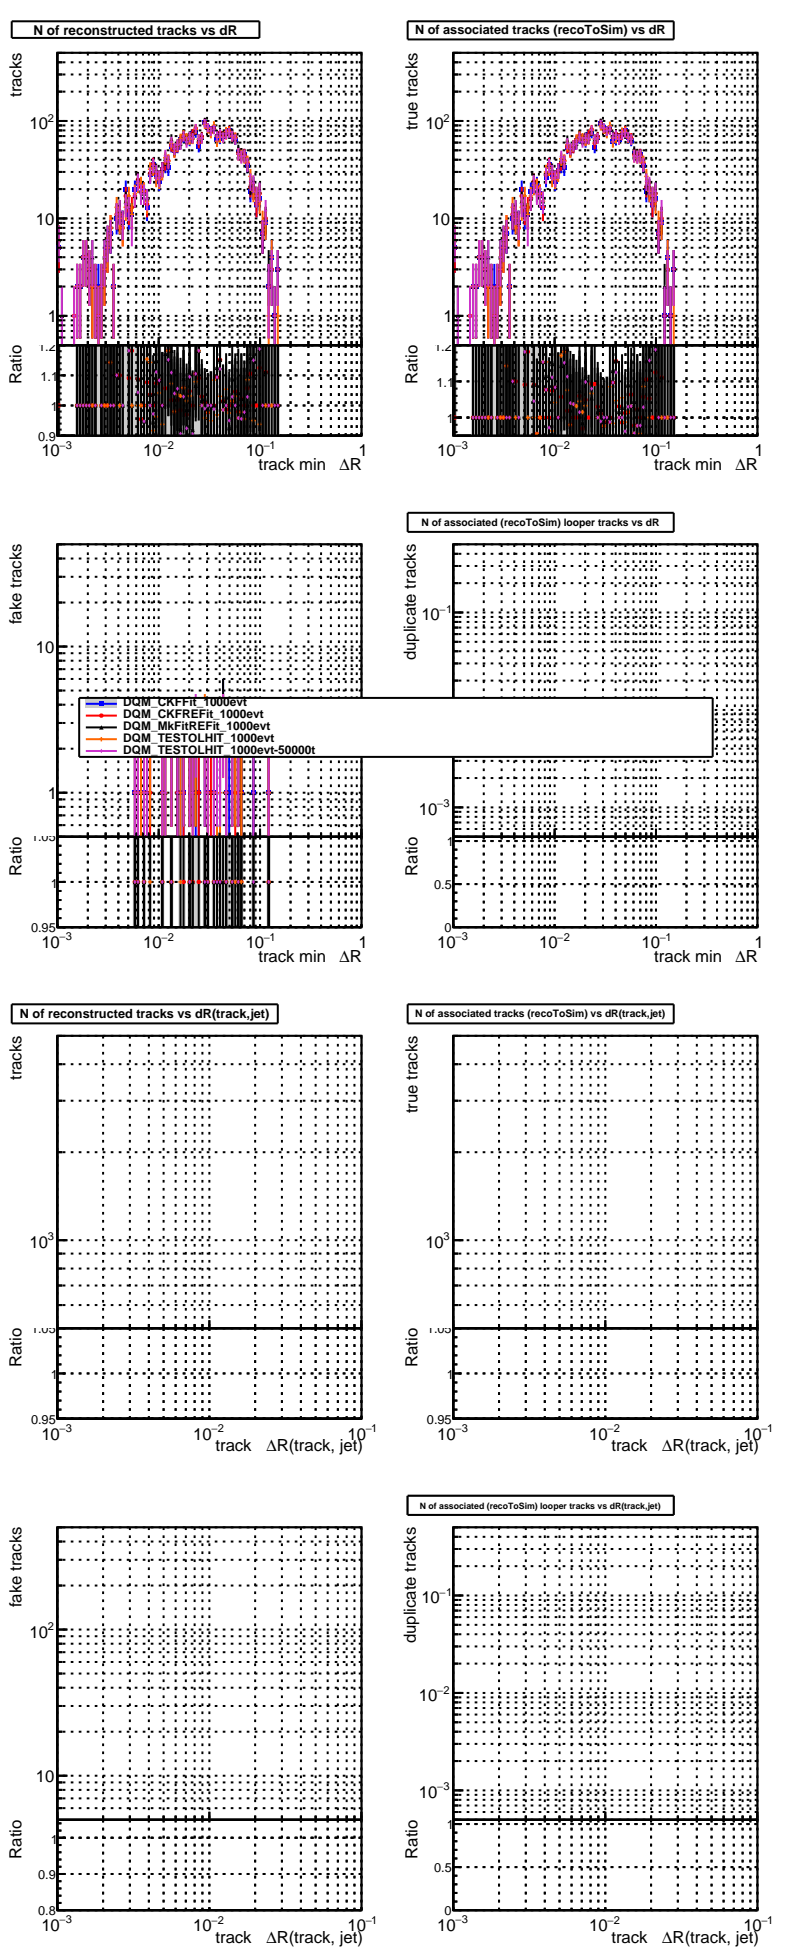 N of reconstructed tracks vs dR
N of associated tracks (recoToSim) vs dR
tracks
10²
10
1
Ratio
1.2
1.1
1
0.9
10⁻³
10⁻²
10⁻¹
1
track min ΔR
true tracks
10²
10
1
Ratio
1.2
1.1
1
10⁻³
10⁻²
10⁻¹
1
track min ΔR
N of associated (recoToSim) looper tracks vs dR
fake tracks
10
1
Ratio
1.05
1
0.95
10⁻³
10⁻²
10⁻¹
1
track min ΔR
duplicate tracks
10⁻¹
10⁻³
Ratio
1
0.5
0
10⁻³
10⁻²
10⁻¹
1
track min ΔR
DQM_CKFFit_1000evt
DQM_CKFREFit_1000evt
DQM_MkFitREFit_1000evt
DQM_TESTOLHIT_1000evt
DQM_TESTOLHIT_1000evt-50000t
N of reconstructed tracks vs dR(track,jet)
N of associated tracks (recoToSim) vs dR(track,jet)
tracks
10³
Ratio
1.05
1
0.95
10⁻³
10⁻²
10⁻¹
track ΔR(track, jet)
true tracks
10³
Ratio
1.05
1
0.95
10⁻³
10⁻²
10⁻¹
track ΔR(track, jet)
N of associated (recoToSim) looper tracks vs dR(track,jet)
fake tracks
10²
10
Ratio
1
0.9
0.8
10⁻³
10⁻²
10⁻¹
track ΔR(track, jet)
duplicate tracks
10⁻¹
10⁻²
10⁻³
Ratio
1
0.5
0
10⁻³
10⁻²
10⁻¹
track ΔR(track, jet)